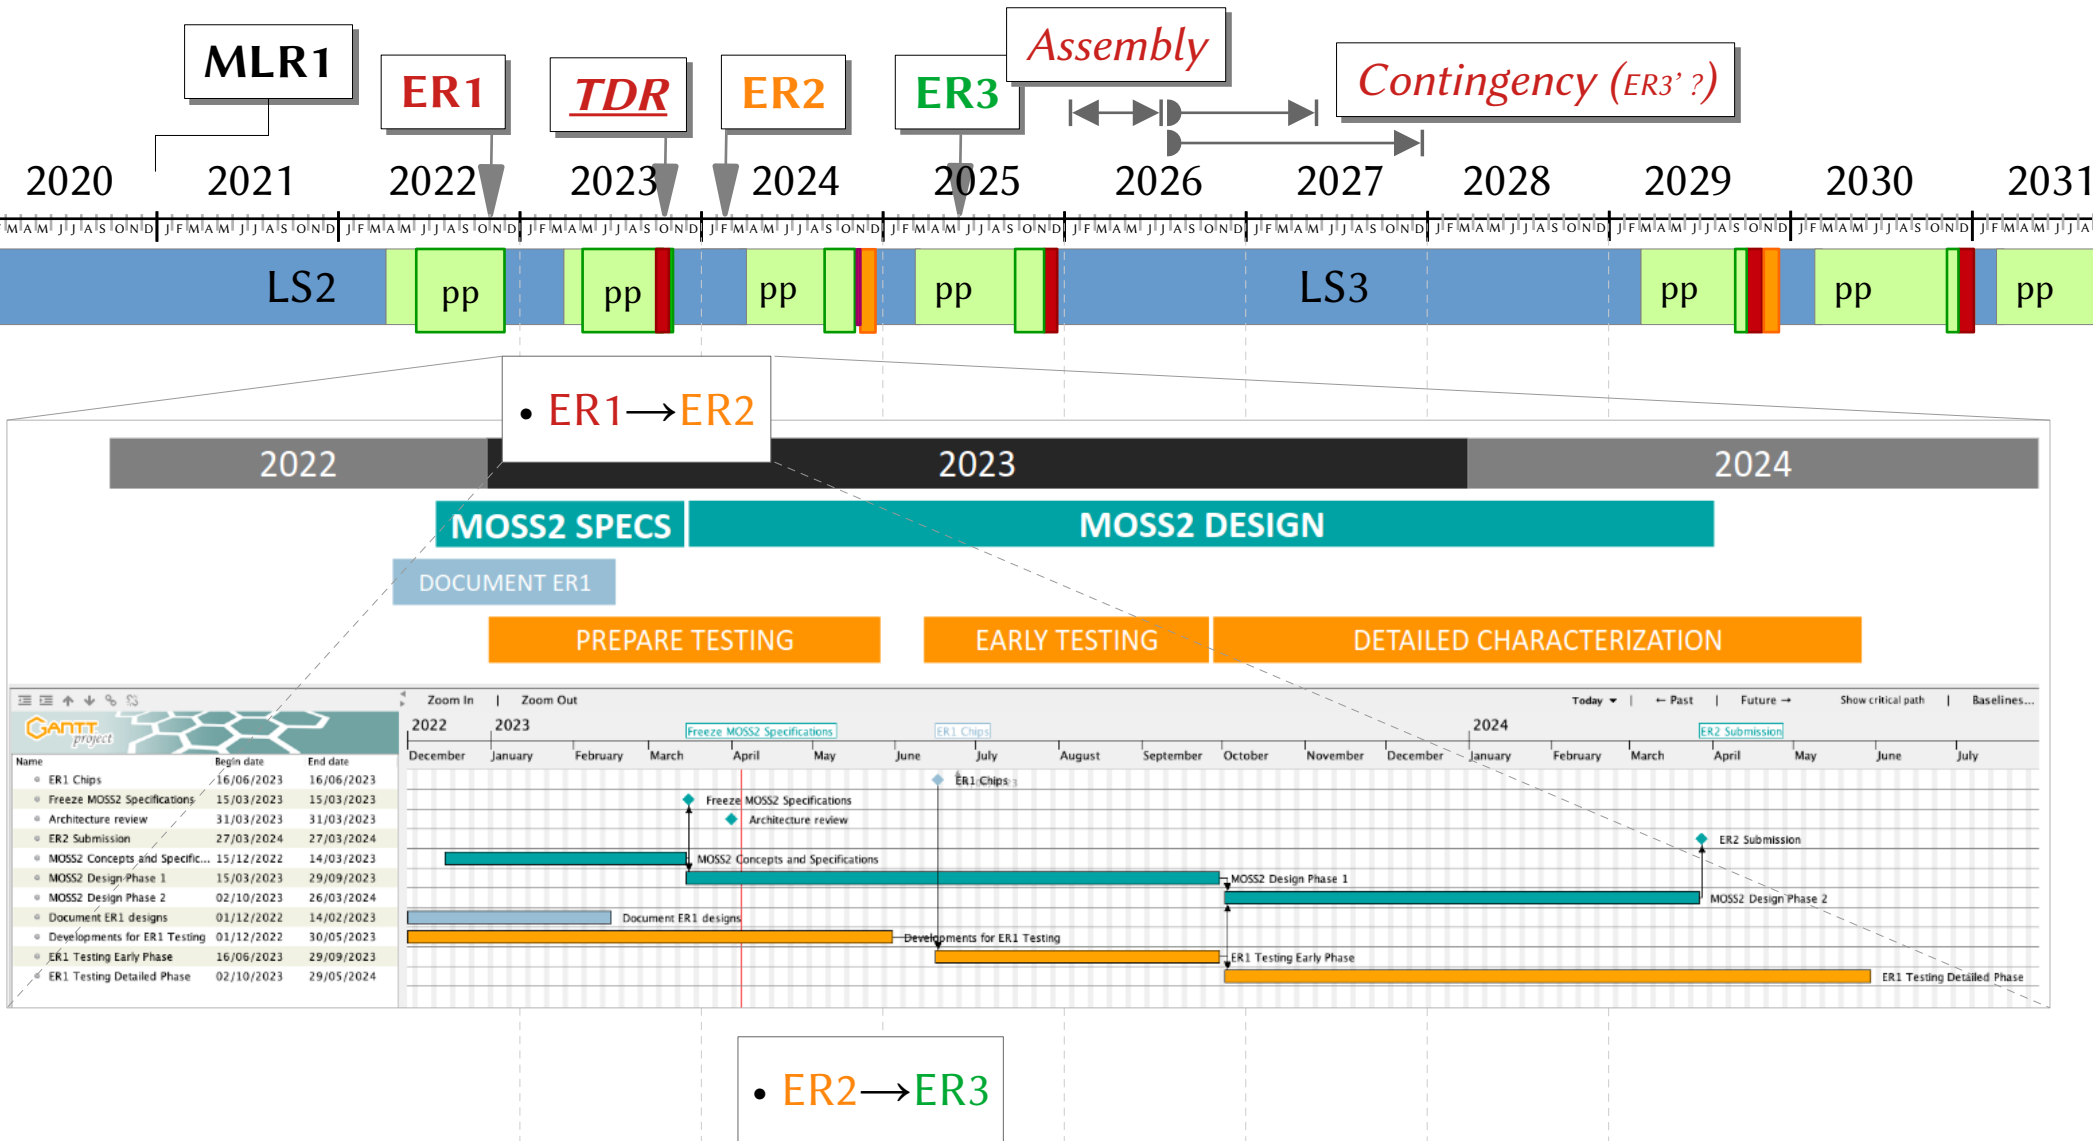 MLR1
ER1
TDR
ER2
ER3
Assembly
Contingency (ER3' ?)
2020 2021 2022 2023 2024 2025 2026 2027 2028 2029 2030 2031
M A M J J A S O N D J F M A M J J A S O N D J F M A M J J A S O N D J F M A M J J A S O N D J F M A M J J A S O N D J F M A M J J A S O N D J F M A M J J A S O N D J F M A M J J A S O N D J F M A M J J A S O N D J F M A M J J A S O N D J F M A M J J A S O N D J F M A M J J A
LS2 pp pp pp pp LS3 pp pp pp
• ER1→ER2
2022 2023 2024
MOSS2 SPECS MOSS2 DESIGN
DOCUMENT ER1
PREPARE TESTING EARLY TESTING DETAILED CHARACTERIZATION
Zoom In | Zoom Out Today | ← Past | Future → Show critical path | Baselines...
GANTT project
2022 2023 2024
Freeze MOSS2 Specifications ER1 Chips ER2 Submission
Name Begin date End date December January February March April May June July August September October November December January February March April May June July
ER1 Chips 16/06/2023 16/06/2023 ER1 Chips
Freeze MOSS2 Specifications 15/03/2023 15/03/2023 Freeze MOSS2 Specifications
Architecture review 31/03/2023 31/03/2023 Architecture review
ER2 Submission 27/03/2024 27/03/2024 ER2 Submission
MOSS2 Concepts and Specific... 15/12/2022 14/03/2023 MOSS2 Concepts and Specifications
MOSS2 Design Phase 1 15/03/2023 29/09/2023 MOSS2 Design Phase 1
MOSS2 Design Phase 2 02/10/2023 26/03/2024 MOSS2 Design Phase 2
Document ER1 designs 01/12/2022 14/02/2023 Document ER1 designs
Developments for ER1 Testing 01/12/2022 30/05/2023 Developments for ER1 Testing
ER1 Testing Early Phase 16/06/2023 29/09/2023 ER1 Testing Early Phase
ER1 Testing Detailed Phase 02/10/2023 29/05/2024 ER1 Testing Detailed Phase
• ER2→ER3